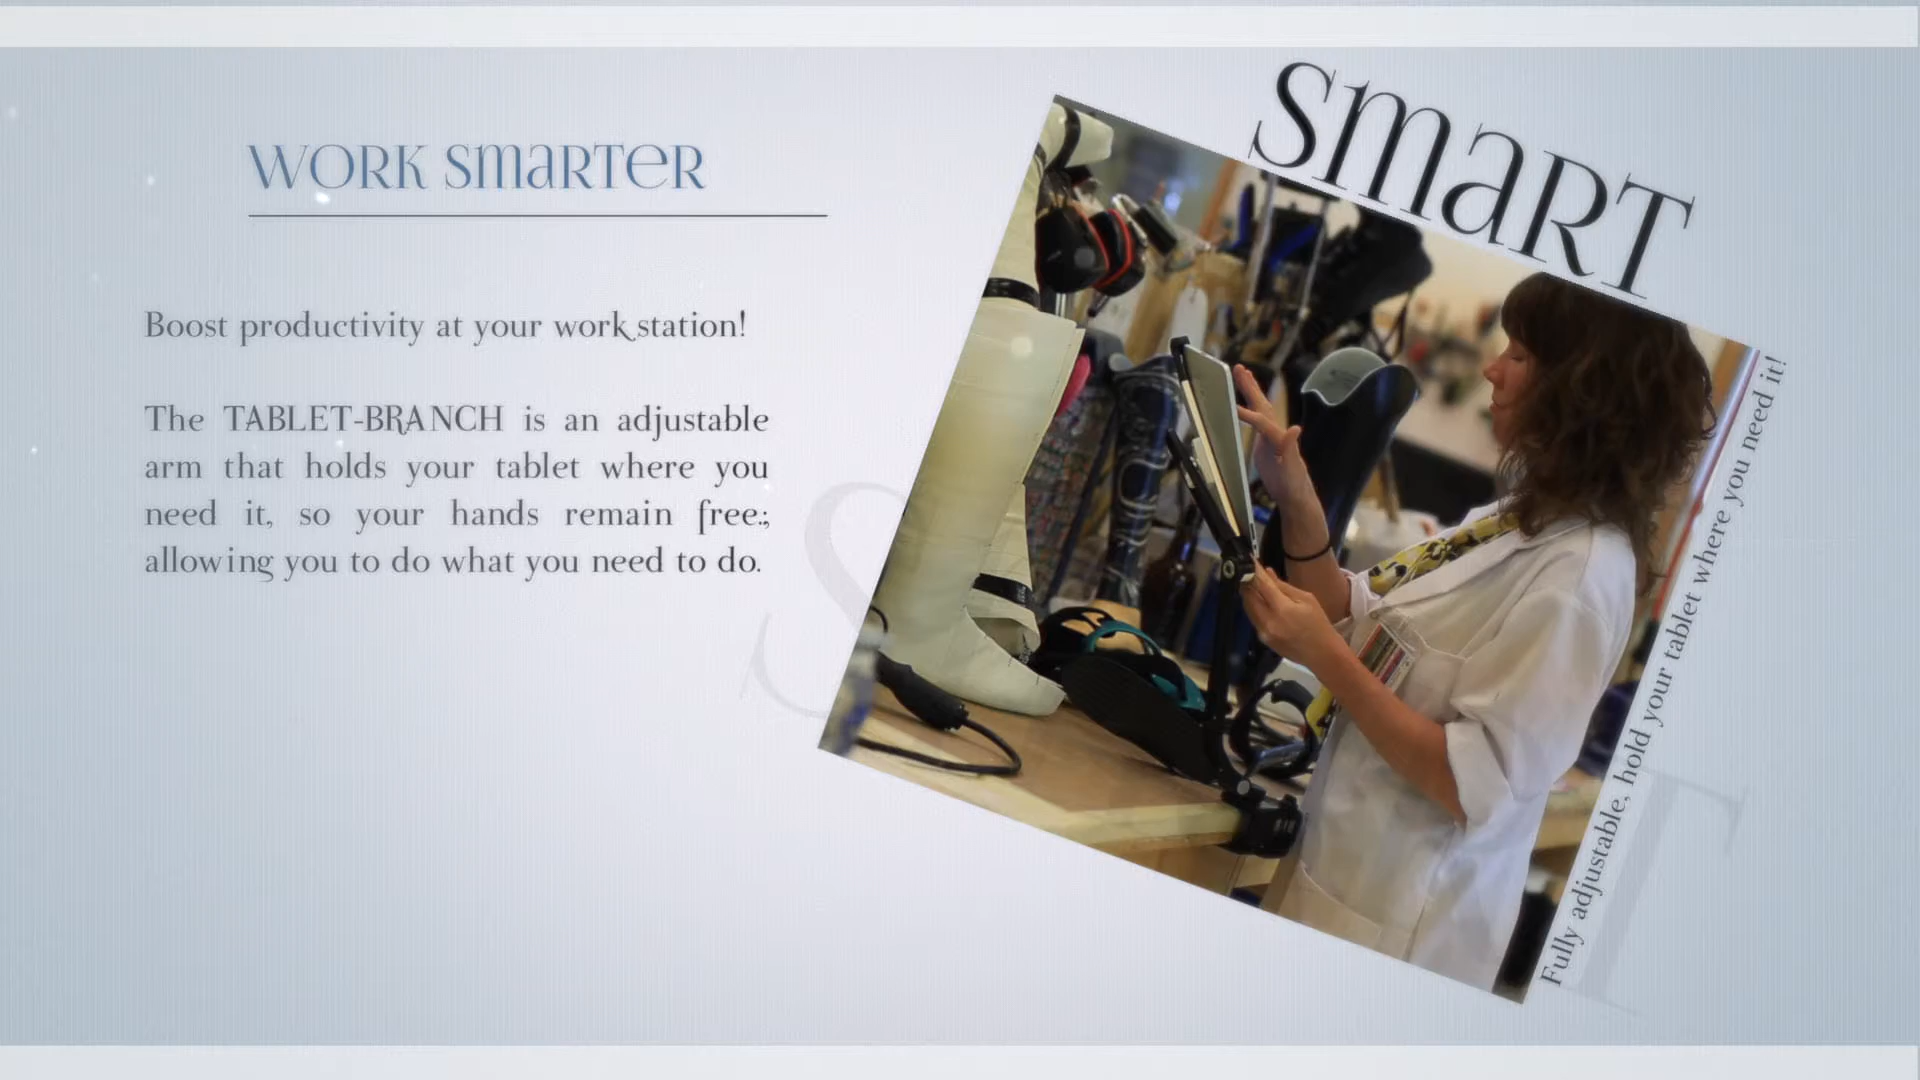 WORK SMARTER
Boost productivity at your workstation!
The TABLET-BRANCH is an adjustable
arm that holds your tablet where you
need it, so your hands remain free.;
allowing you to do what you need to do.
SMART
Fully adjustable, hold your tablet where you need it!